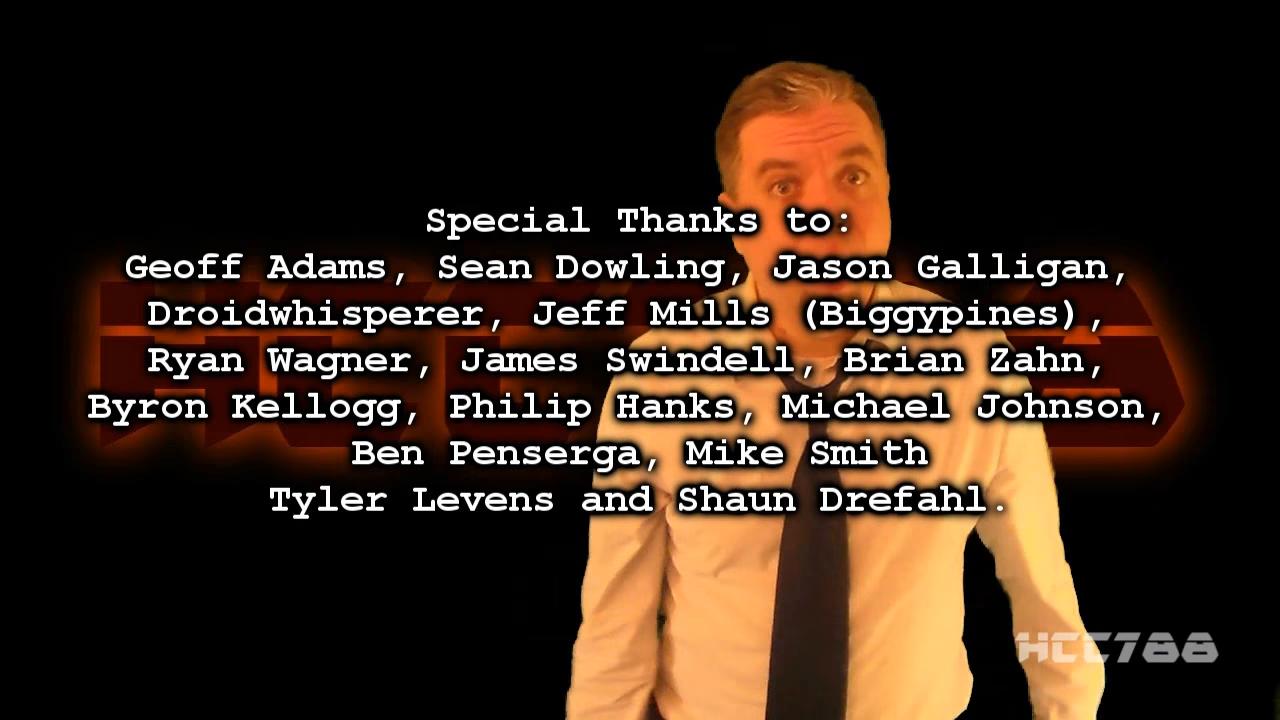 Special Thanks to:
Geoff Adams, Sean Dowling, Jason Galligan,
Droidwhisperer, Jeff Mills (Biggypines),
Ryan Wagner, James Swindell, Brian Zahn,
Byron Kellogg, Philip Hanks, Michael Johnson,
Ben Penserga, Mike Smith
Tyler Levens and Shaun Drefahl.
HCC788